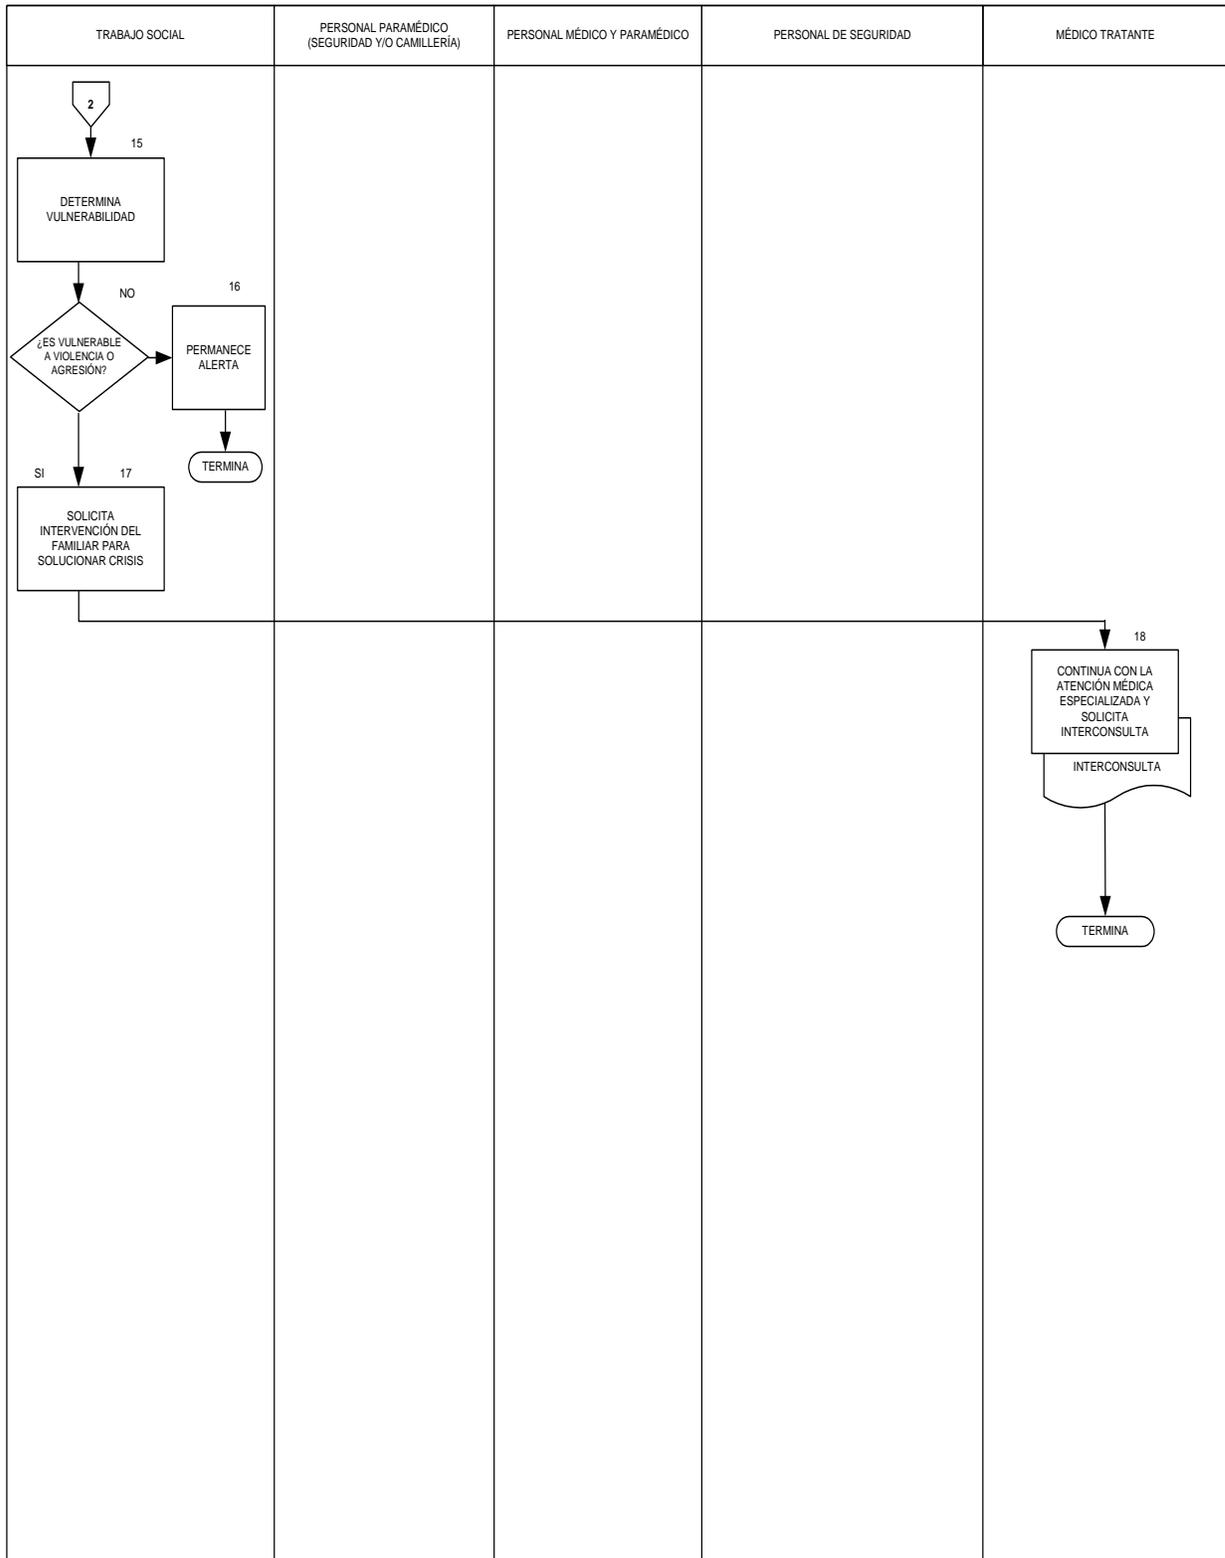 TRABAJO SOCIAL
PERSONAL PARAMÉDICO
(SEGURIDAD Y/O CAMILLERÍA)
PERSONAL MÉDICO Y PARAMÉDICO
PERSONAL DE SEGURIDAD
MÉDICO TRATANTE
2
15
DETERMINA
VULNERABILIDAD
NO
16
¿ES VULNERABLE
A VIOLENCIA O
AGRESIÓN?
PERMANECE
ALERTA
TERMINA
SI
17
SOLICITA
INTERVENCIÓN DEL
FAMILIAR PARA
SOLUCIONAR CRISIS
18
CONTINUA CON LA
ATENCIÓN MÉDICA
ESPECIALIZADA Y
SOLICITA
INTERCONSULTA
INTERCONSULTA
TERMINA